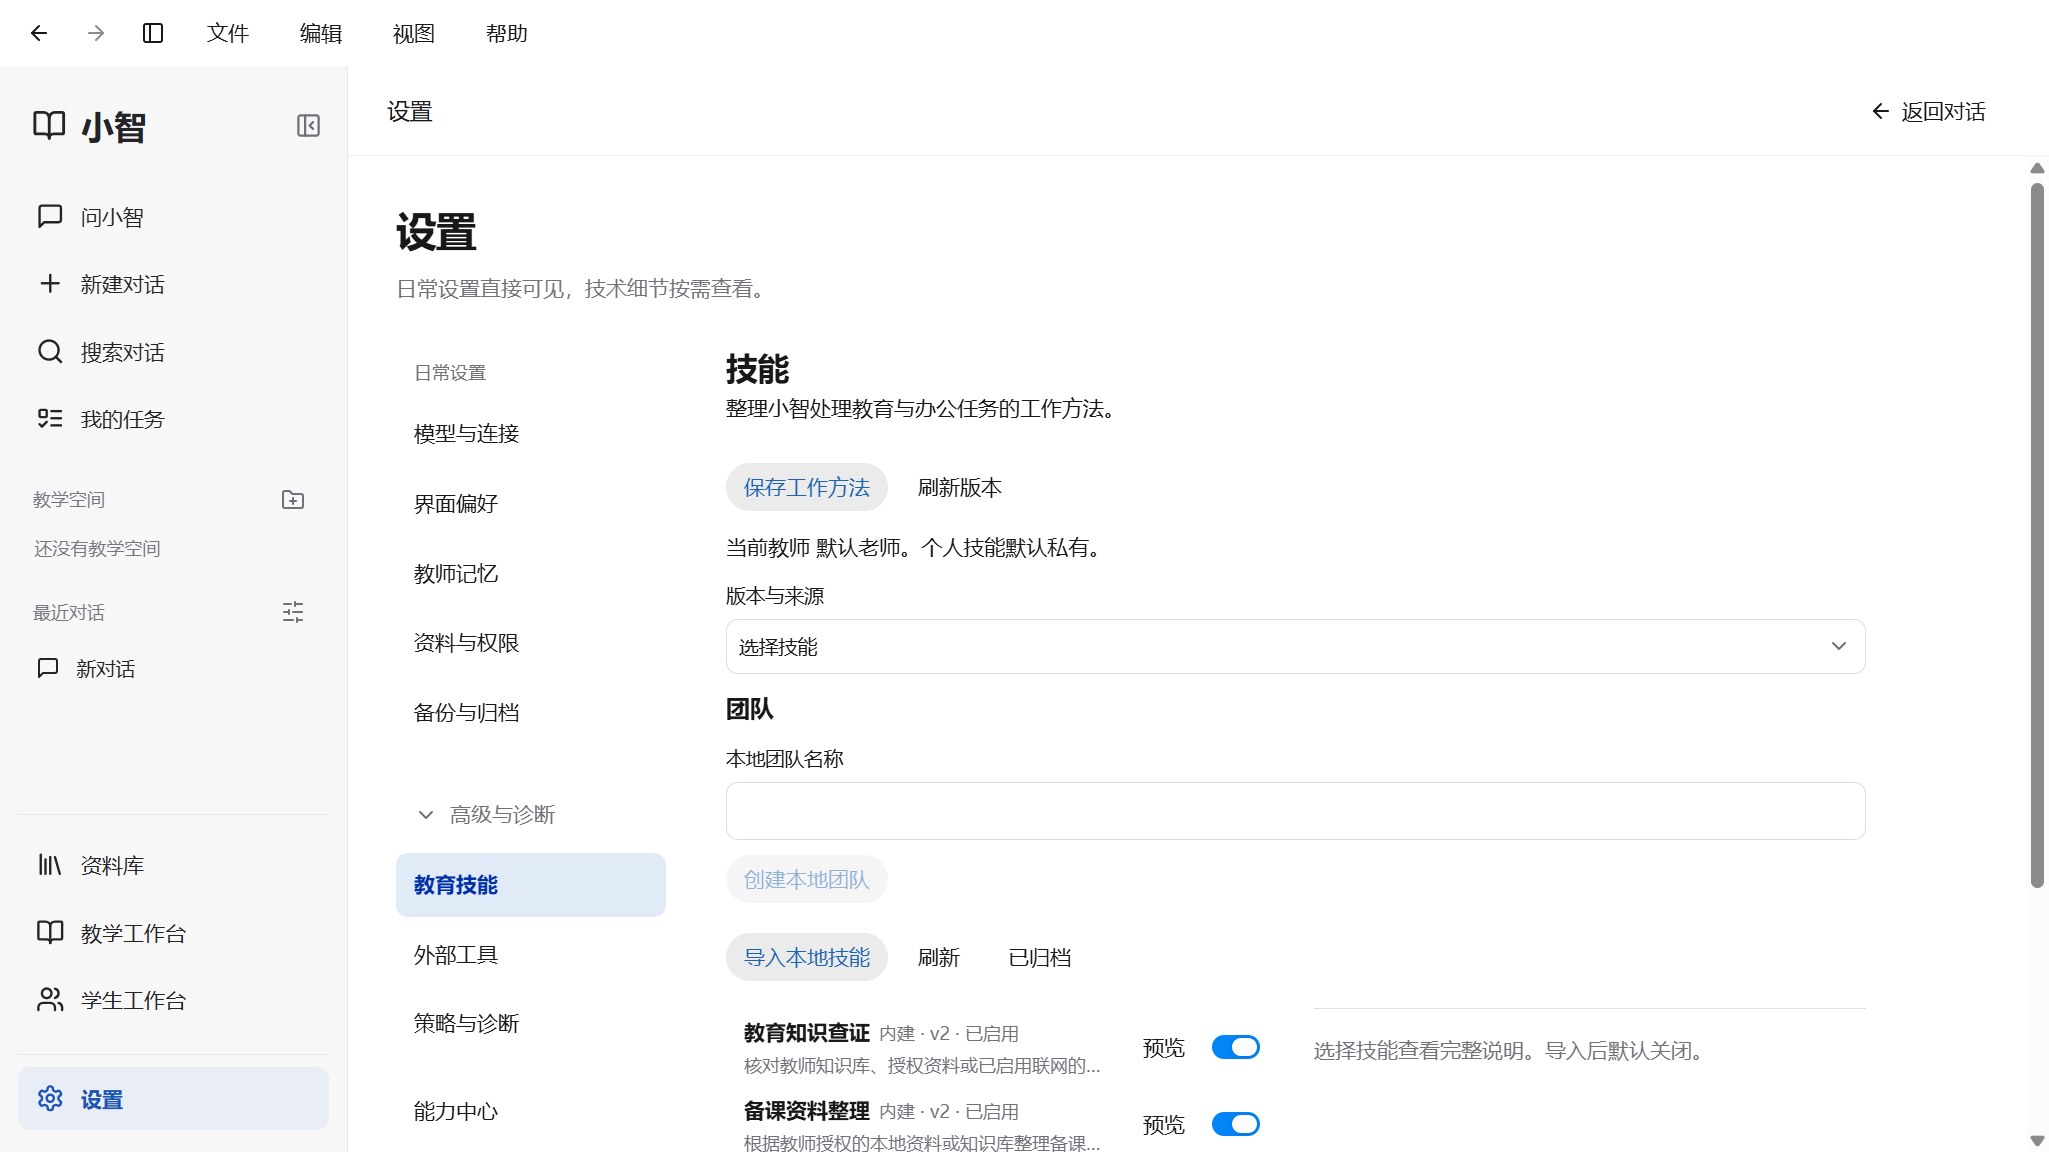 文件 编辑 视图 帮助
小智
问小智
新建对话
搜索对话
我的任务
教学空间
还没有教学空间
最近对话
新对话
资料库
教学工作台
学生工作台
设置
设置
返回对话
设置
日常设置直接可见，技术细节按需查看。
日常设置
模型与连接
界面偏好
教师记忆
资料与权限
备份与归档
高级与诊断
教育技能
外部工具
策略与诊断
能力中心
技能
整理小智处理教育与办公任务的工作方法。
保存工作方法 刷新版本
当前教师 默认老师。个人技能默认私有。
版本与来源
选择技能
团队
本地团队名称
创建本地团队
导入本地技能 刷新 已归档
教育知识查证 内建 · v2 · 已启用
核对教师知识库、授权资料或已启用联网的...
预览
备课资料整理 内建 · v2 · 已启用
根据教师授权的本地资料或知识库整理备课...
预览
选择技能查看完整说明。导入后默认关闭。